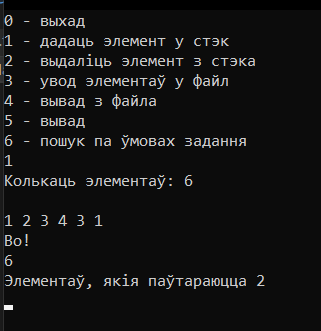 0 - выхад
1 - дадаць элемент у стэк
2 - выдаліць элемент з стэка
3 - увод элементаў у файл
4 - вывад з файла
5 - вывад
6 - пошук па ўмовах задання
1
Колькаць элементаў: 6
1 2 3 4 3 1
Во!
6
Элементаў, якія паўтараюцца 2